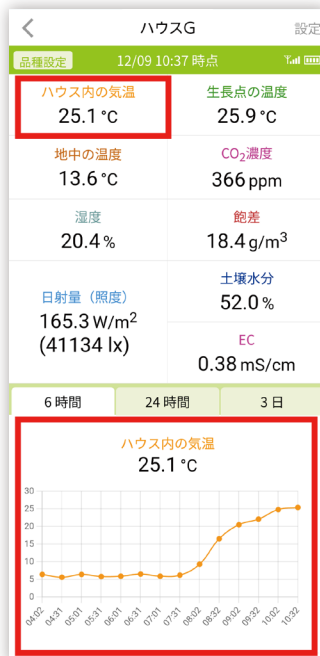 ハウスG 設定
品種設定 12/09 10:37 時点
ハウス内の気温
25.1 °C
生長点の温度
25.9 °C
地中の温度
13.6 °C
CO₂濃度
366 ppm
湿度
20.4 %
飽差
18.4 g/m³
日射量（照度）
165.3 W/m²
(41134 lx)
土壌水分
52.0 %
EC
0.38 mS/cm
6 時間 24 時間 3 日
ハウス内の気温
25.1 °C
30
25
20
15
10
5
0
04:02 04:31 05:01 05:31 06:01 06:31 07:01 07:31 08:02 08:32 09:02 09:32 10:02 10:32